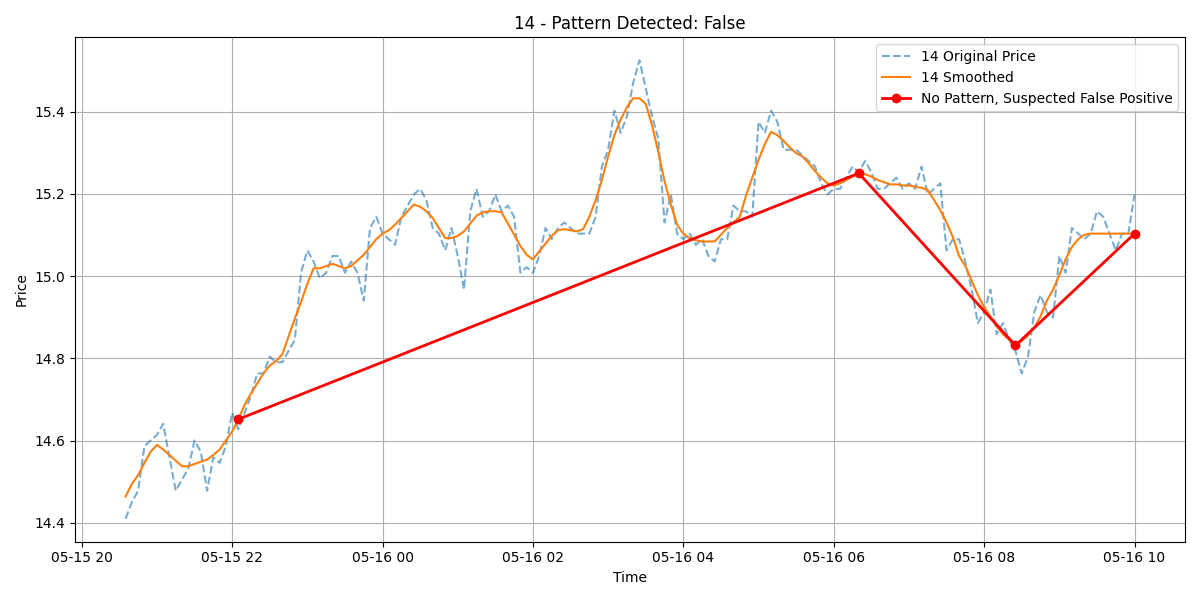 14 - Pattern Detected: False
14 Original Price
14 Smoothed
No Pattern, Suspected False Positive
Price
15.4
15.2
15.0
14.8
14.6
14.4
05-15 20
05-15 22
05-16 00
05-16 02
05-16 04
05-16 06
05-16 08
05-16 10
Time